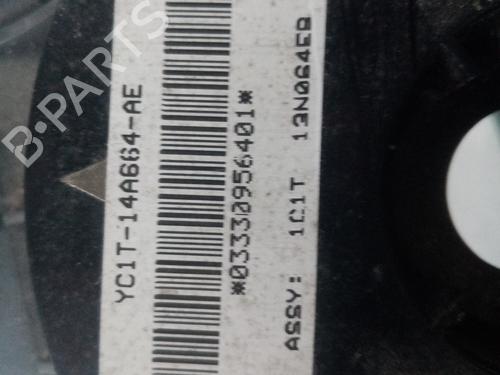 B-PARTS
YC1T-14A664-AE
*03330956401*
ASSY: 1C1T 13N064EB